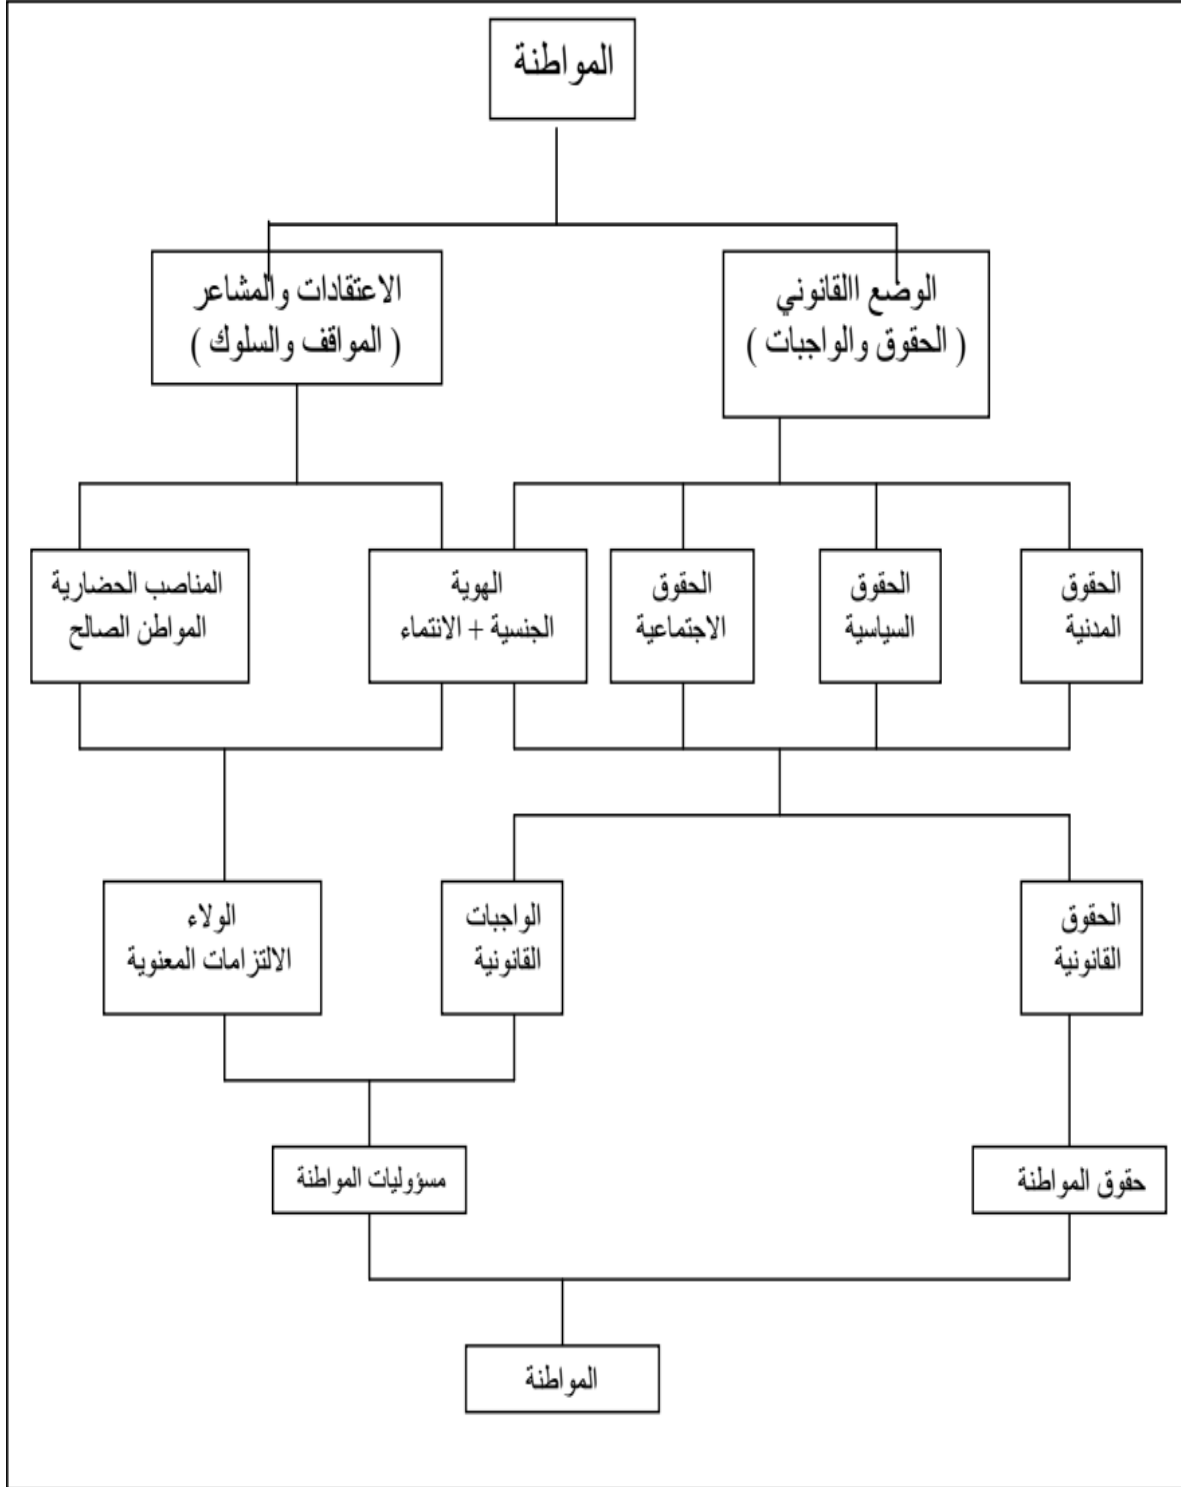 المواطنة
الوضع االقانوني
( الحقوق والواجبات )
الاعتقادات والمشاعر
( المواقف والسلوك )
الحقوق
المدنية
الحقوق
السياسية
الحقوق
الاجتماعية
الهوية
الجنسية + الانتماء
المناصب الحضارية
المواطن الصالح
الحقوق
القانونية
الواجبات
القانونية
الولاء
الالتزامات المعنوية
حقوق المواطنة
مسؤوليات المواطنة
المواطنة